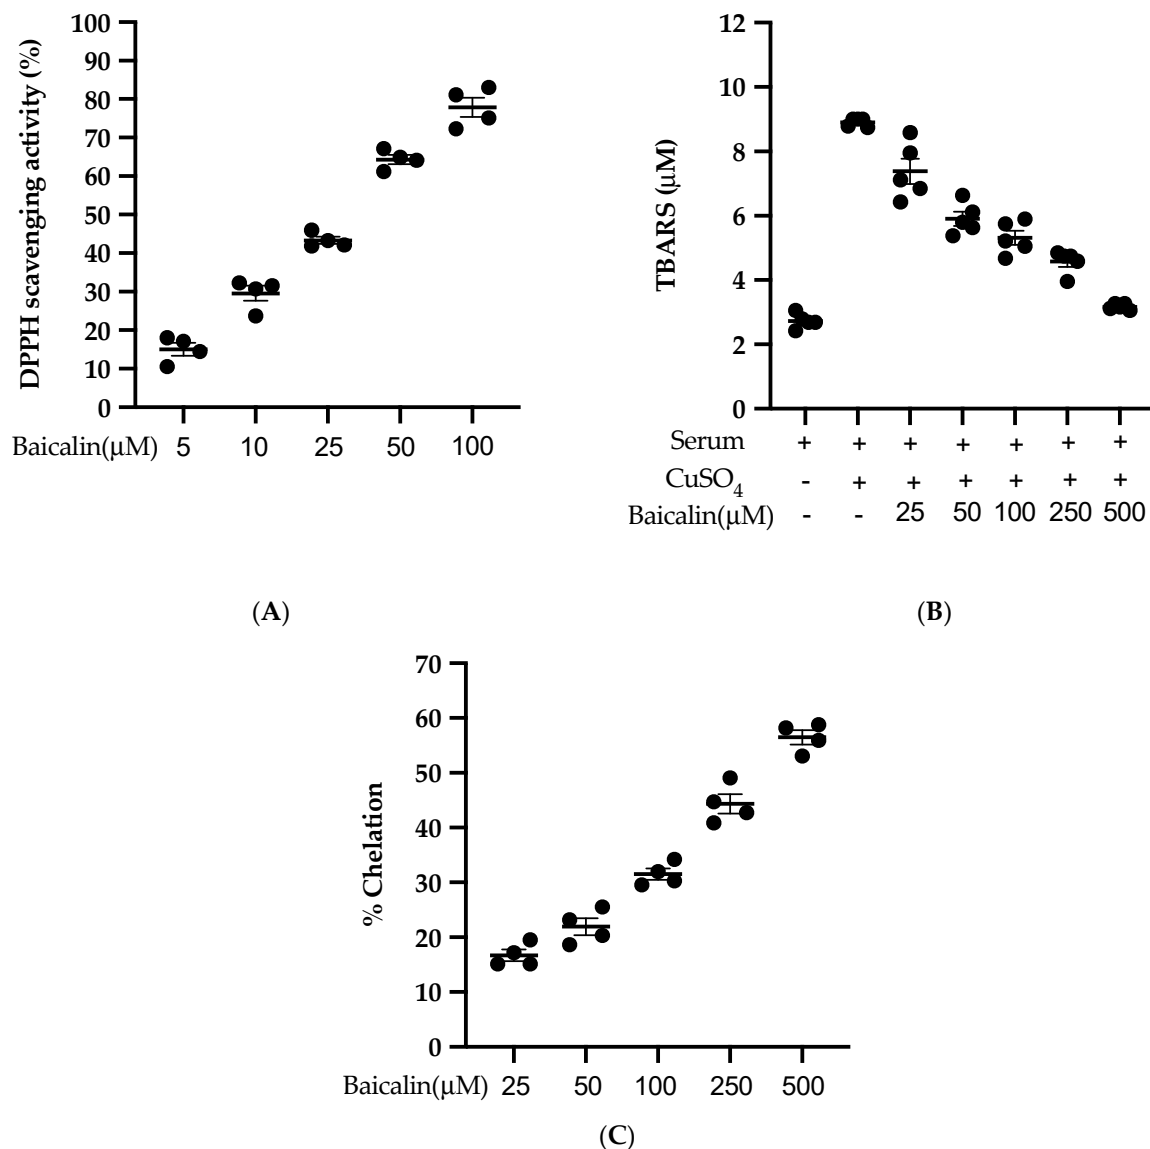 DPPH scavenging activity (%)
100
90
80
70
60
50
40
30
20
10
0
Baicalin(μM) 5 10 25 50 100
(A)
TBARS (μM)
12
10
8
6
4
2
0
Serum + + + + + + +
CuSO₄ - + + + + + +
Baicalin(μM) - - 25 50 100 250 500
(B)
% Chelation
70
60
50
40
30
20
10
0
Baicalin(μM) 25 50 100 250 500
(C)